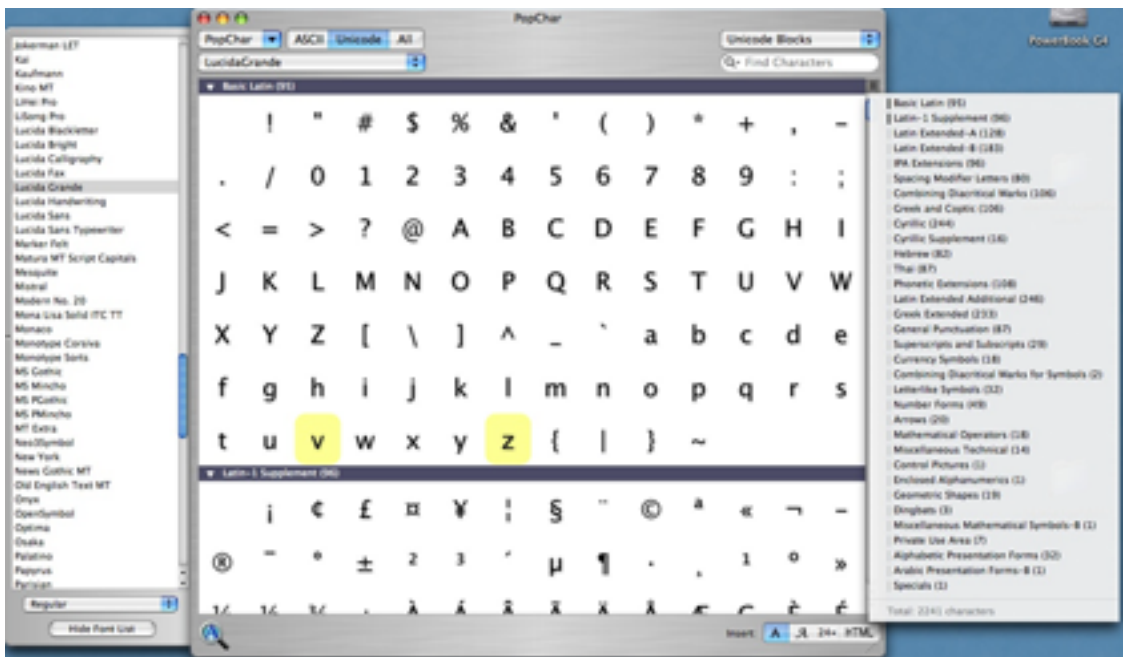 PopChar
PowerBook G4
PopChar ASCII Unicode All
Unicode Blocks
LucidaGrande
Find Characters
Jokerman LET
Kai
Kaufmann
Kino MT
LiHei Pro
LiSong Pro
Lucida Blackletter
Lucida Bright
Lucida Calligraphy
Lucida Fax
Lucida Grande
Lucida Handwriting
Lucida Sans
Lucida Sans Typewriter
Marker Felt
Matura MT Script Capitals
Mesquite
Mistral
Modern No. 20
Mona Lisa Solid ITC TT
Monaco
Monotype Corsiva
Monotype Sorts
MS Gothic
MS Mincho
MS PGothic
MS PMincho
MT Extra
NeoXSymbol
New York
News Gothic MT
Old English Text MT
Onyx
OpenSymbol
Optima
Osaka
Palatino
Papyrus
Parisian
Regular
Hide Font List
Basic Latin (95)
! " # $ % & ' ( ) * + , -
. / 0 1 2 3 4 5 6 7 8 9 : ;
< = > ? @ A B C D E F G H I
J K L M N O P Q R S T U V W
X Y Z [ \ ] ^ _ ` a b c d e
f g h i j k l m n o p q r s
t u v w x y z { | } ~
Latin-1 Supplement (96)
¡ ¢ £ ¤ ¥ ¦ § ¨ © ª « ¬ -
® ¯ ° ± ² ³ ´ µ ¶ · ¸ ¹ º »
Insert: A 24+ HTML
Basic Latin (95)
Latin-1 Supplement (96)
Latin Extended-A (128)
Latin Extended-B (183)
IPA Extensions (96)
Spacing Modifier Letters (80)
Combining Diacritical Marks (106)
Greek and Coptic (106)
Cyrillic (244)
Cyrillic Supplement (16)
Hebrew (82)
Thai (87)
Phonetic Extensions (108)
Latin Extended Additional (246)
Greek Extended (233)
General Punctuation (87)
Superscripts and Subscripts (29)
Currency Symbols (18)
Combining Diacritical Marks for Symbols (2)
Letterlike Symbols (32)
Number Forms (49)
Arrows (20)
Mathematical Operators (18)
Miscellaneous Technical (14)
Control Pictures (1)
Enclosed Alphanumerics (1)
Geometric Shapes (19)
Dingbats (3)
Miscellaneous Mathematical Symbols-B (1)
Private Use Area (7)
Alphabetic Presentation Forms (32)
Arabic Presentation Forms-B (1)
Specials (1)
Total: 2241 characters